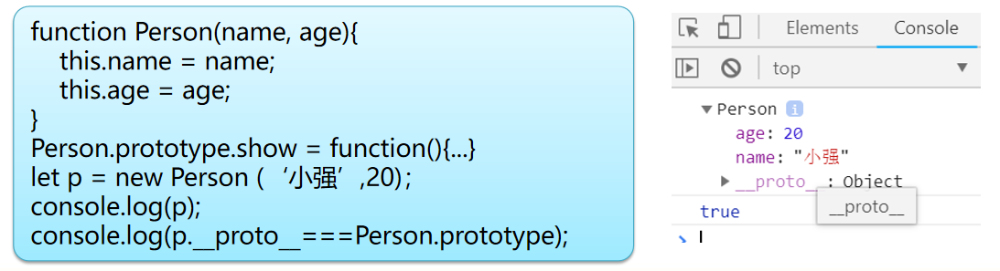 function Person(name, age){
this.name = name;
this.age = age;
}
Person.prototype.show = function(){...}
let p = new Person (‘小强’,20);
console.log(p);
console.log(p.__proto__===Person.prototype);
Elements Console
top
Person i
age: 20
name: "小强"
__proto_ : Object
__proto__
true